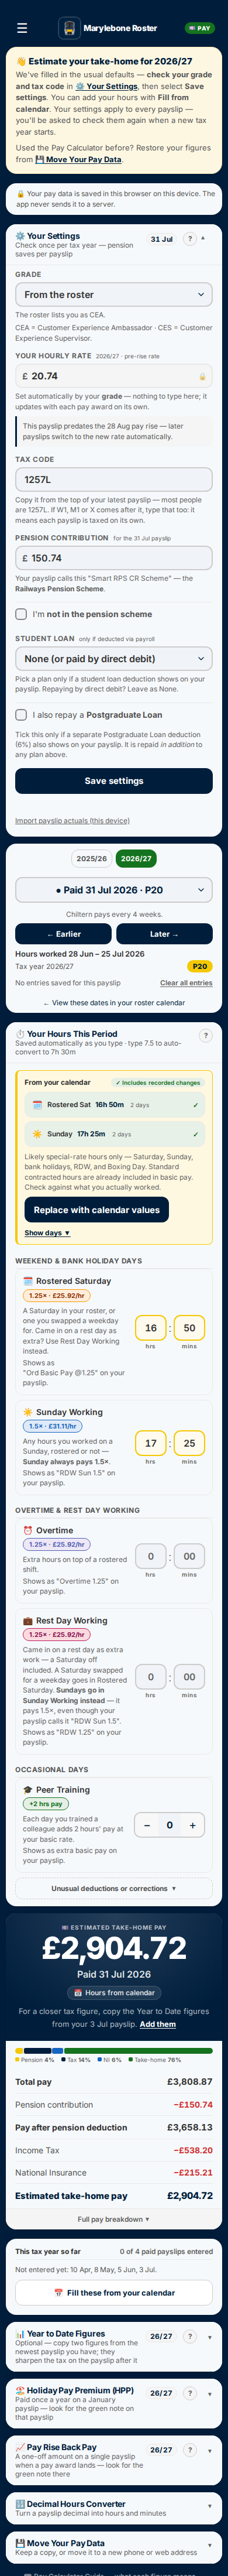 ☰ Marylebone Roster PAY
👋 Estimate your take-home for 2026/27
We've filled in the usual defaults — check your grade
and tax code in ⚙️ Your Settings, then select Save
settings. You can add your hours with Fill from
calendar. Your settings apply to every payslip —
you'll be asked to check them again when a new tax
year starts.
Used the Pay Calculator before? Restore your figures
from 💾 Move Your Pay Data.
🔒 Your pay data is saved in this browser on this device. The
app never sends it to a server.
⚙️ Your Settings 31 Jul ? ▲
Check once per tax year — pension
saves per payslip
GRADE
From the roster
The roster lists you as CEA.
CEA = Customer Experience Ambassador · CES = Customer
Experience Supervisor.
YOUR HOURLY RATE 2026/27 · pre-rise rate
£ 20.74
Set automatically by your grade — nothing to type here; it
updates with each pay award on its own.
This payslip predates the 28 Aug pay rise — later
payslips switch to the new rate automatically.
TAX CODE
1257L
Copy it from the top of your latest payslip — most people
are 1257L. If W1, M1 or X comes after it, type that too: it
means each payslip is taxed on its own.
PENSION CONTRIBUTION for the 31 Jul payslip
£ 150.74
Your payslip calls this "Smart RPS CR Scheme" — the
Railways Pension Scheme.
I'm not in the pension scheme
STUDENT LOAN only if deducted via payroll
None (or paid by direct debit)
Pick a plan only if a student loan deduction shows on your
payslip. Repaying by direct debit? Leave as None.
I also repay a Postgraduate Loan
Tick this only if a separate Postgraduate Loan deduction
(6%) also shows on your payslip. It is repaid in addition to
any plan above.
Save settings
Import payslip actuals (this device)
2025/26 2026/27
● Paid 31 Jul 2026 · P20
Chiltern pays every 4 weeks.
← Earlier Later →
Hours worked 28 Jun – 25 Jul 2026
Tax year 2026/27 P20
No entries saved for this payslip Clear all entries
← View these dates in your roster calendar
⏱️ Your Hours This Period ?
Saved automatically as you type · type 7.5 to auto-
convert to 7h 30m
From your calendar ✓ Includes recorded changes
🗓️ Rostered Sat 16h 50m 2 days ✓
☀️ Sunday 17h 25m 2 days ✓
Likely special-rate hours only — Saturday, Sunday,
bank holidays, RDW, and Boxing Day. Standard
contracted hours are already included in basic pay.
Check against what you actually worked.
Replace with calendar values
Show days ▼
WEEKEND & BANK HOLIDAY DAYS
🗓️ Rostered Saturday
1.25× · £25.92/hr
A Saturday in your roster, or
one you swapped a weekday
for. Came in on a rest day as
extra? Use Rest Day Working
instead.
Shows as
"Ord Basic Pay @1.25" on your
payslip.
16 : 50
hrs mins
☀️ Sunday Working
1.5× · £31.11/hr
Any hours you worked on a
Sunday, rostered or not —
Sunday always pays 1.5×.
Shows as "RDW Sun 1.5" on
your payslip.
17 : 25
hrs mins
OVERTIME & REST DAY WORKING
⏰ Overtime
1.25× · £25.92/hr
Extra hours on top of a rostered
shift.
Shows as "Overtime 1.25" on
your payslip.
0 : 00
hrs mins
💼 Rest Day Working
1.25× · £25.92/hr
Came in on a rest day as extra
work — a Saturday off
included. A Saturday swapped
for a weekday goes in Rostered
Saturday. Sundays go in
Sunday Working instead — it
pays 1.5×, even though your
payslip calls it "RDW Sun 1.5".
Shows as "RDW 1.25" on your
payslip.
0 : 00
hrs mins
OCCASIONAL DAYS
🎓 Peer Training
+2 hrs pay
Each day you trained a
colleague adds 2 hours' pay at
your basic rate.
Shows as extra basic pay on
your payslip.
− 0 +
Unusual deductions or corrections ▼
💷 ESTIMATED TAKE-HOME PAY
£2,904.72
Paid 31 Jul 2026
📅 Hours from calendar
For a closer tax figure, copy the Year to Date figures
from your 3 Jul payslip. Add them
Pension 4% Tax 14% NI 6% Take-home 76%
Total pay £3,808.87
Pension contribution −£150.74
Pay after pension deduction £3,658.13
Income Tax −£538.20
National Insurance −£215.21
Estimated take-home pay £2,904.72
Full pay breakdown ▼
This tax year so far 0 of 4 paid payslips entered
Not entered yet: 10 Apr, 8 May, 5 Jun, 3 Jul.
📅 Fill these from your calendar
📊 Year to Date Figures 26/27 ? ▼
Optional — copy two figures from the
newest payslip you have; they
sharpen the tax on the payslip after it
🏖️ Holiday Pay Premium (HPP) 26/27 ? ▼
Paid once a year on a January
payslip — look for the green note on
that payslip
📈 Pay Rise Back Pay 26/27 ? ▼
A one-off amount on a single payslip
when a pay award lands — look for the
green note there
🔢 Decimal Hours Converter ▼
Turn a payslip decimal into hours and minutes
💾 Move Your Pay Data ▼
Keep a copy, or move it to a new phone or web address